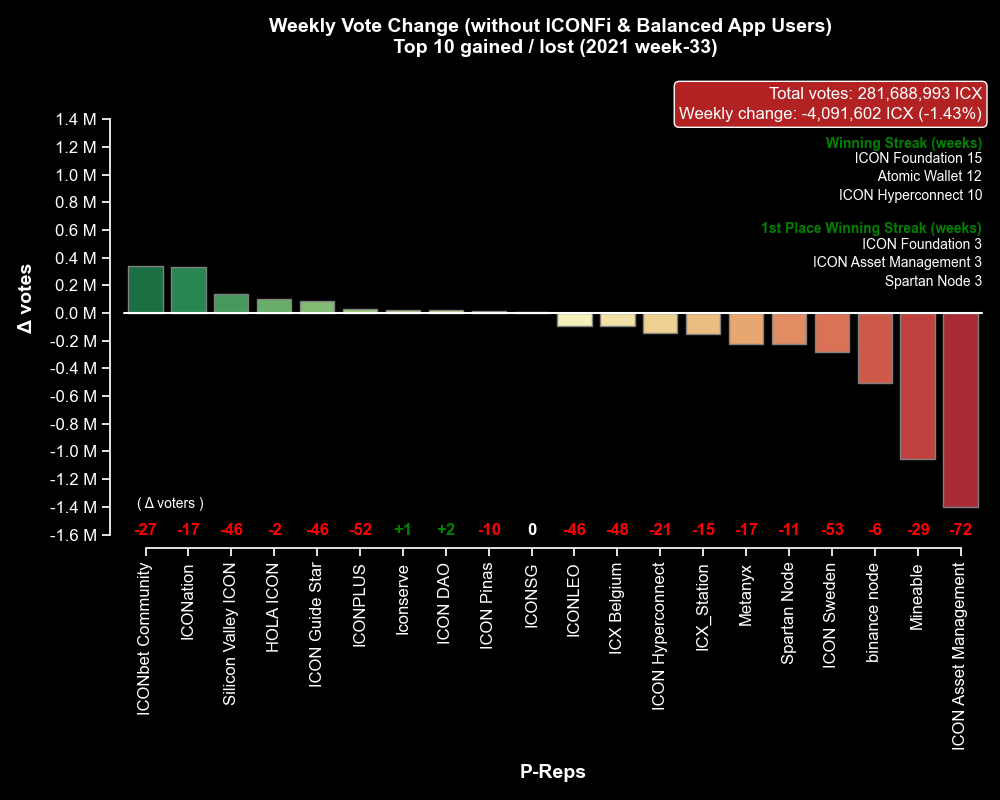 Weekly Vote Change (without ICONFi & Balanced App Users)
Top 10 gained / lost (2021 week-33)
Total votes: 281,688,993 ICX
Weekly change: -4,091,602 ICX (-1.43%)
Winning Streak (weeks)
ICON Foundation 15
Atomic Wallet 12
ICON Hyperconnect 10
1st Place Winning Streak (weeks)
ICON Foundation 3
ICON Asset Management 3
Spartan Node 3
Δ votes
1.4 M
1.2 M
1.0 M
0.8 M
0.6 M
0.4 M
0.2 M
0.0 M
-0.2 M
-0.4 M
-0.6 M
-0.8 M
-1.0 M
-1.2 M
-1.4 M
-1.6 M
( Δ voters )
-27 -17 -46 -2 -46 -52 +1 +2 -10 0 -46 -48 -21 -15 -17 -11 -53 -6 -29 -72
ICONbet Community
ICONation
Silicon Valley ICON
HOLA ICON
ICON Guide Star
ICONPLUS
Iconserve
ICON DAO
ICON Pinas
ICONSG
ICONLEO
ICX Belgium
ICON Hyperconnect
ICX_Station
Metanyx
Spartan Node
ICON Sweden
binance node
Mineable
ICON Asset Management
P-Reps